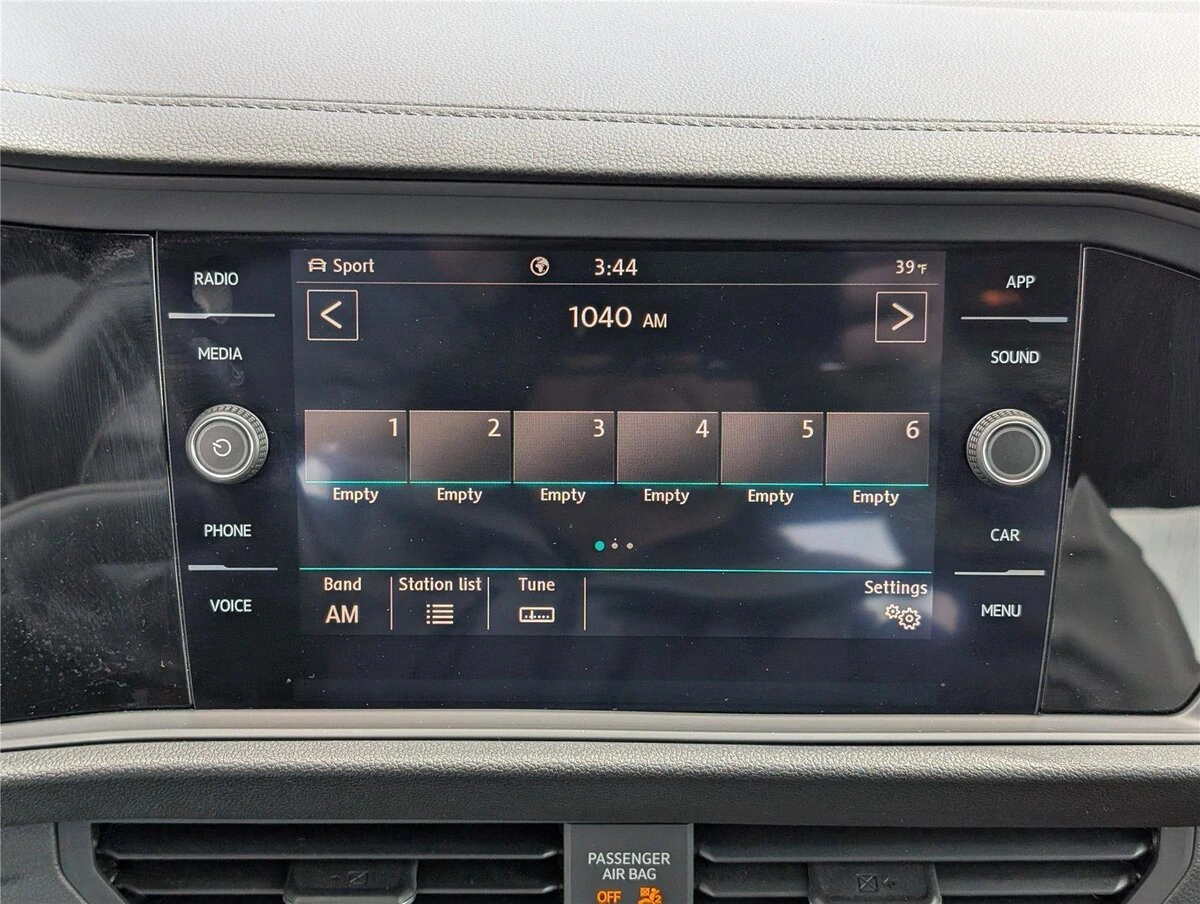 RADIO
MEDIA
PHONE
VOICE
Sport 3:44 39°F
< 1040 AM >
1 2 3 4 5 6
Empty Empty Empty Empty Empty Empty
Band Station list Tune Settings
AM
APP
SOUND
CAR
MENU
PASSENGER
AIR BAG
OFF